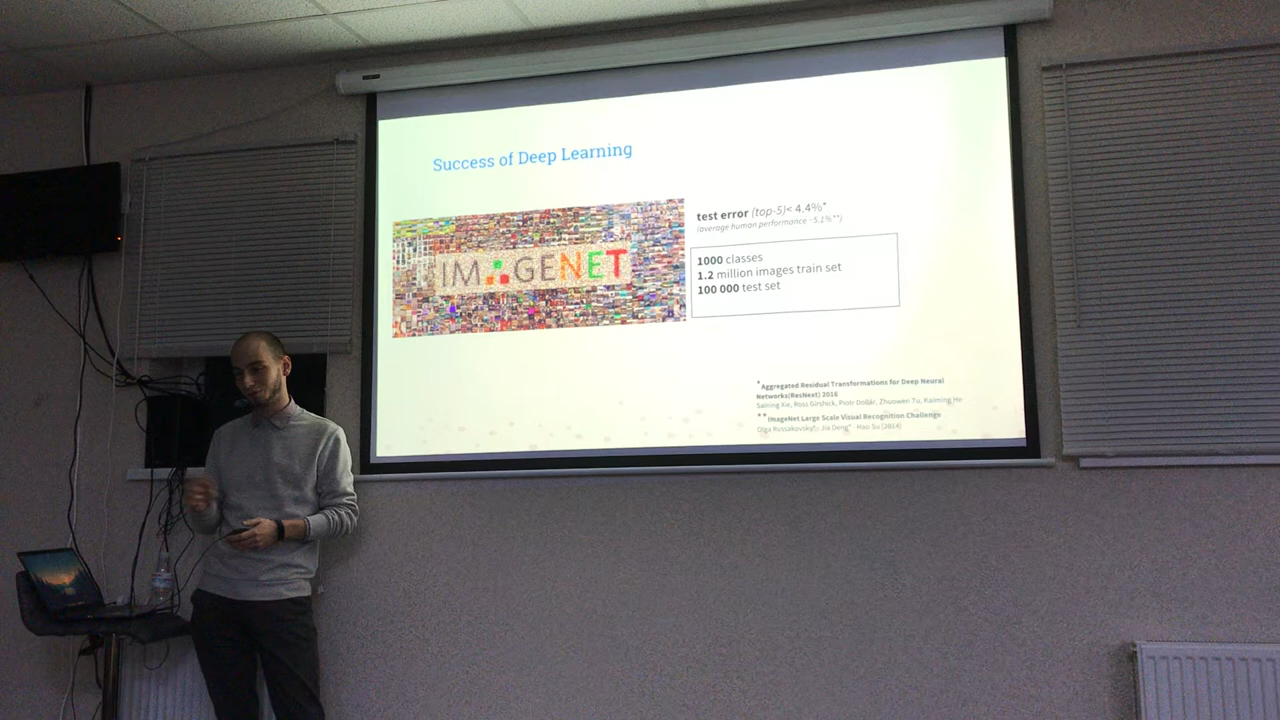 Success of Deep Learning
IMAGENET
test error (top-5)< 4.4%*
(average human performance ~5.1%**)
1000 classes
1.2 million images train set
100 000 test set
* Aggregated Residual Transformations for Deep Neural
Networks(ResNext) 2016
Saining Xie, Ross Girshick, Piotr Dollár, Zhuowen Tu, Kaiming He
** ImageNet Large Scale Visual Recognition Challenge
Olga Russakovsky* · Jia Deng* · Hao Su (2014)